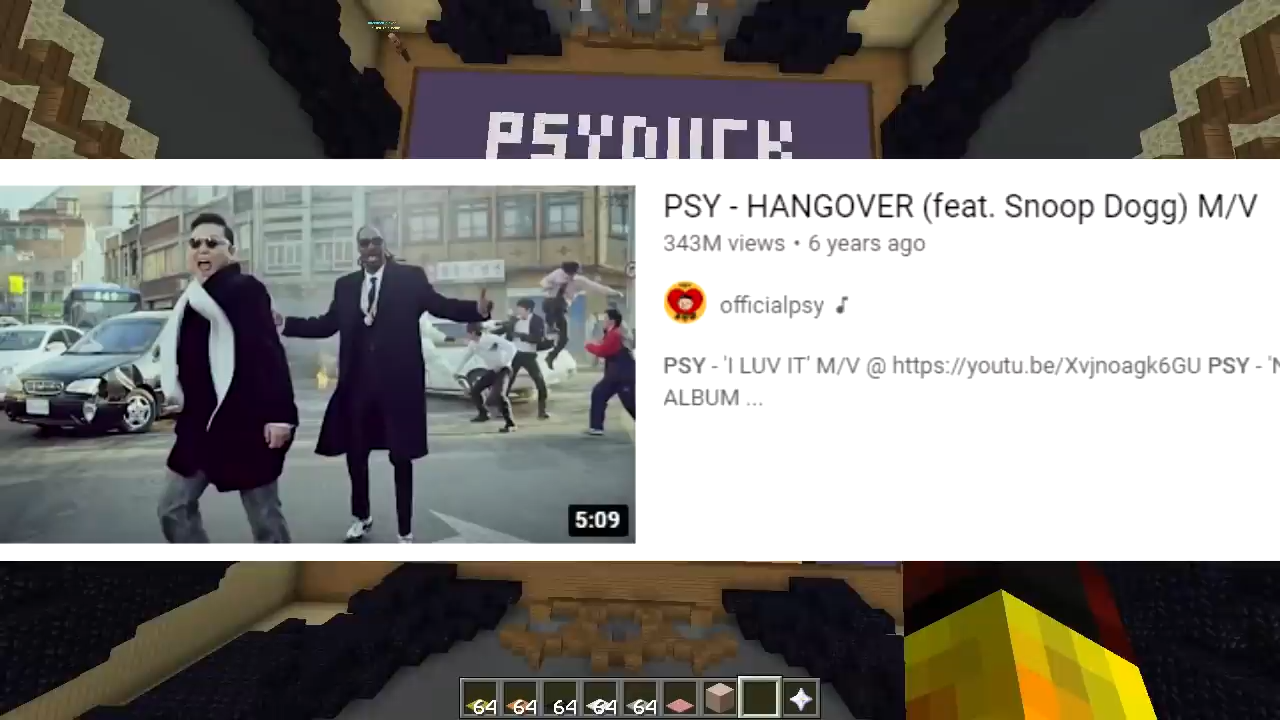 PSYDUCK
PSY - HANGOVER (feat. Snoop Dogg) M/V
343M views • 6 years ago
officialpsy ♪
PSY - 'I LUV IT' M/V @ https://youtu.be/Xvjnoagk6GU PSY -
ALBUM ...
5:09
64 64 64 64 64